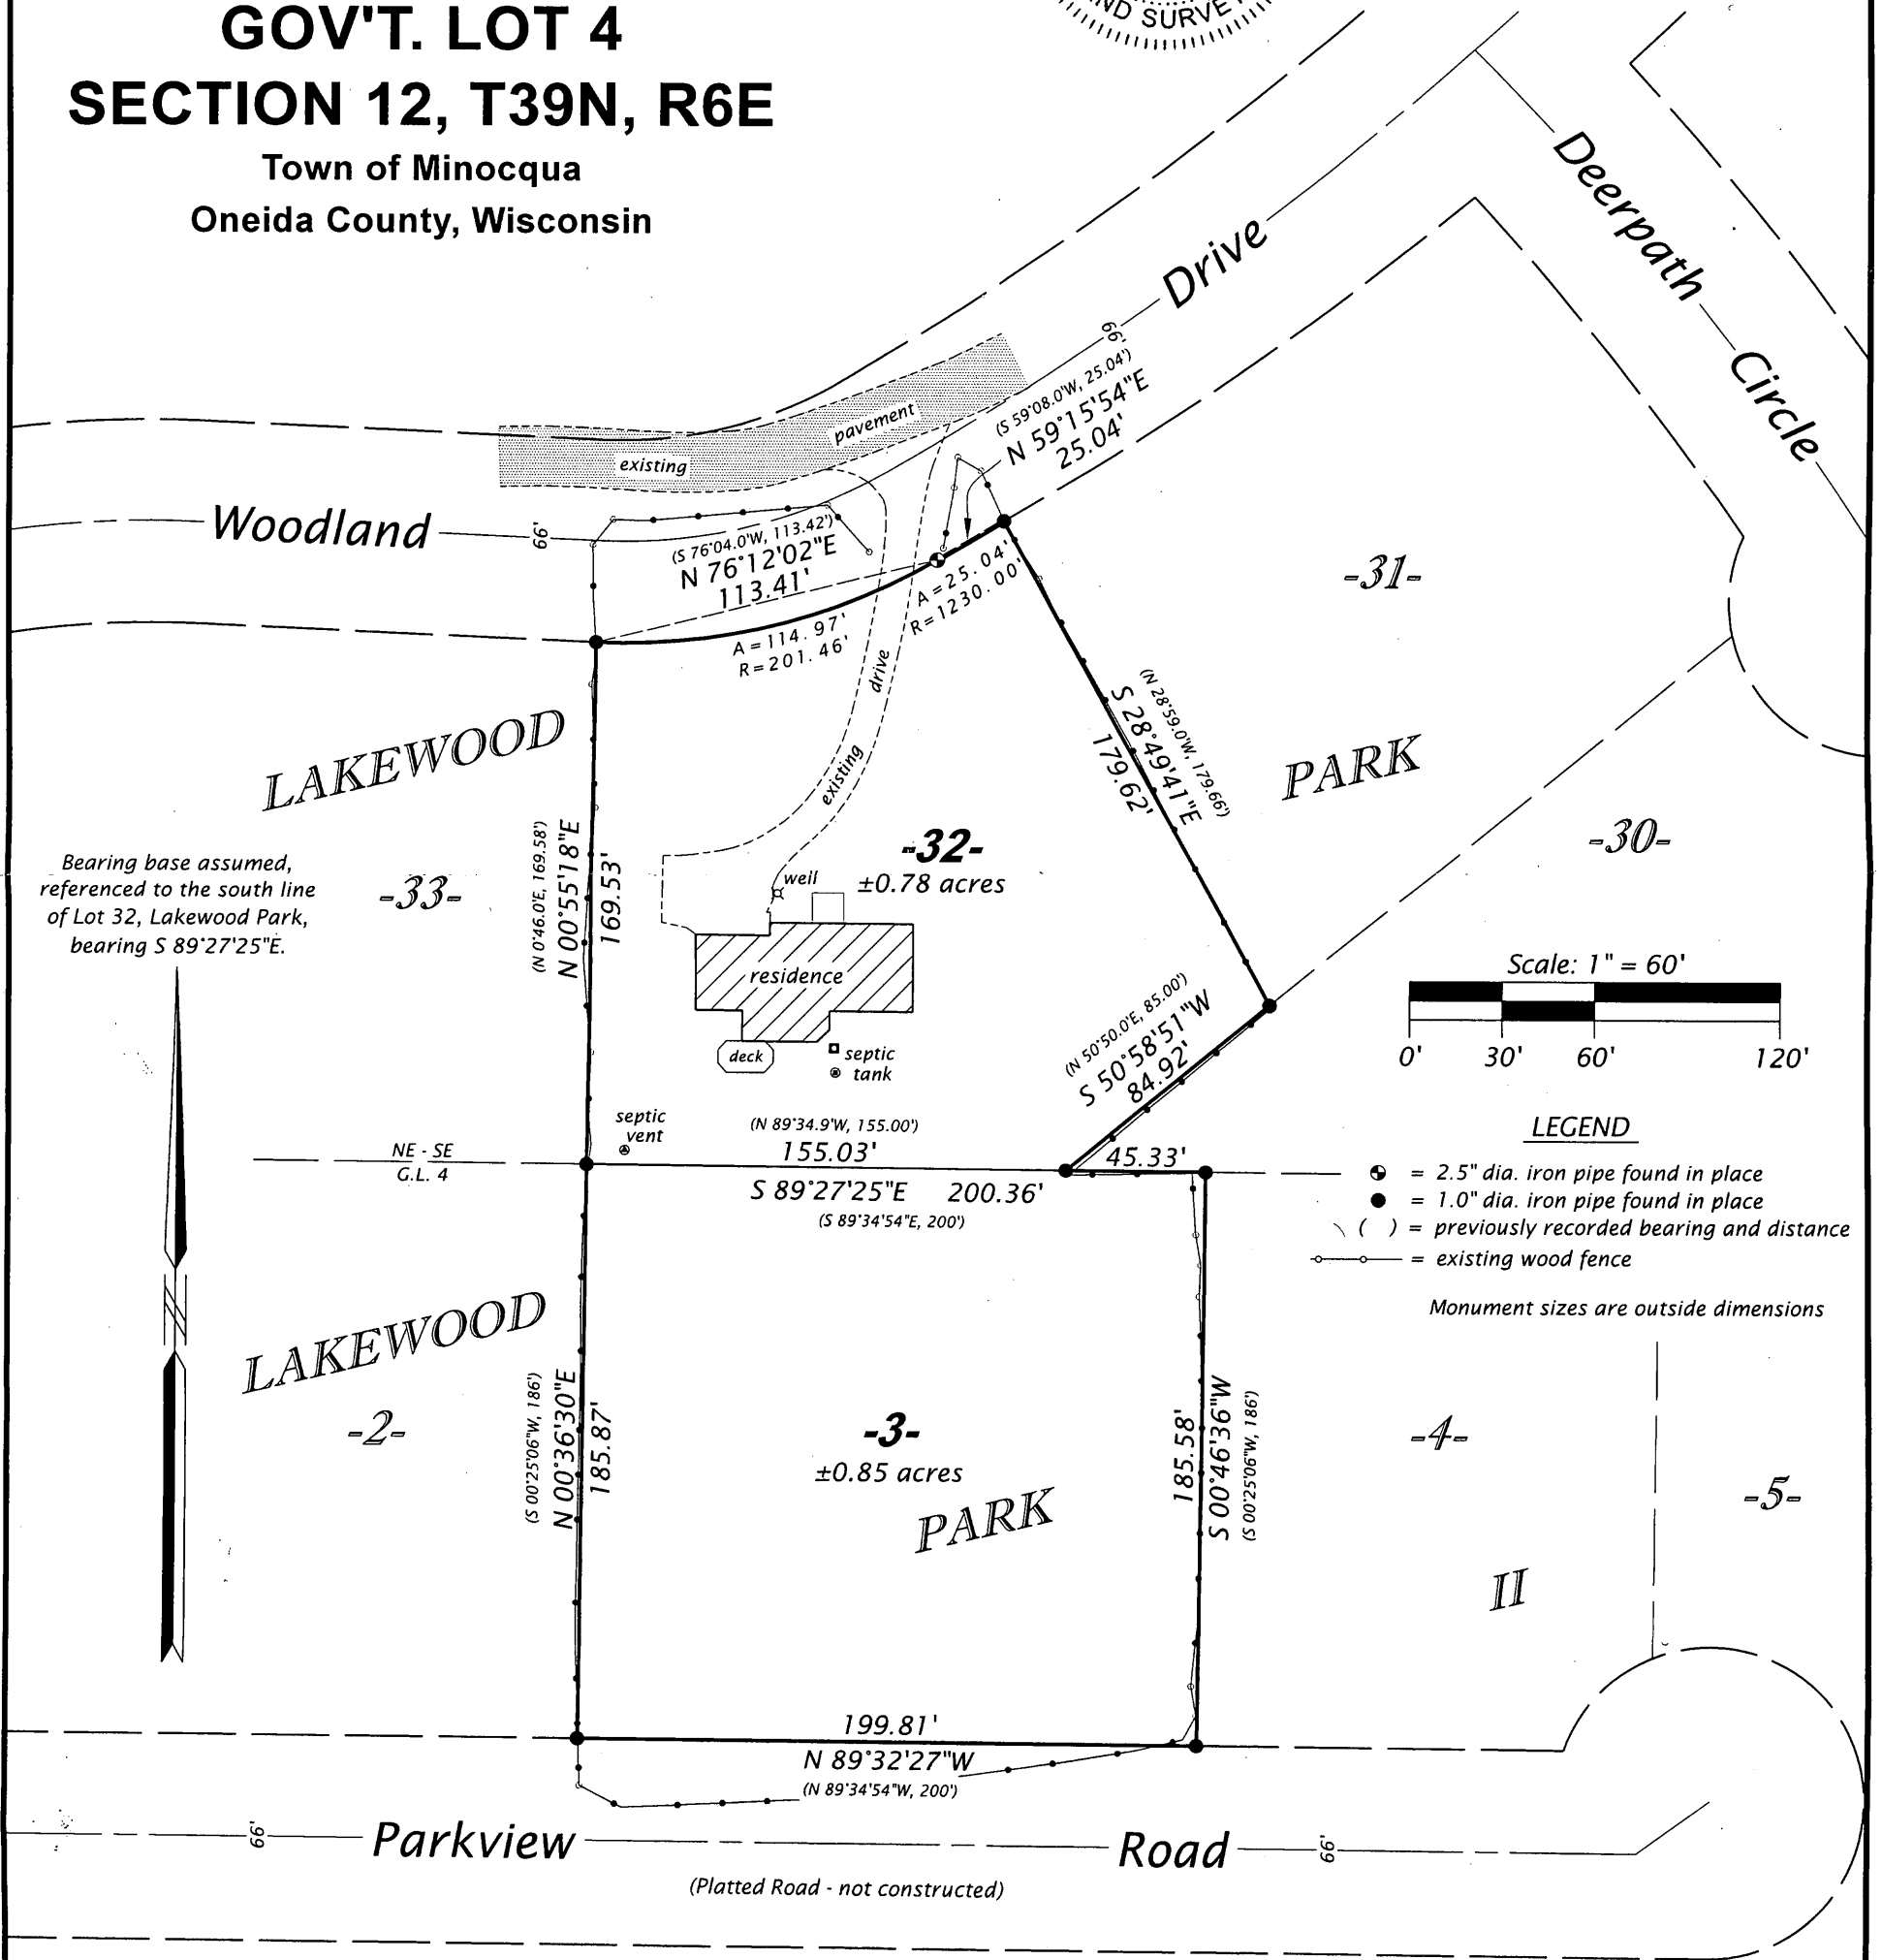 GOV'T. LOT 4
SECTION 12, T39N, R6E
Town of Minocqua
Oneida County, Wisconsin
ND SURVE
Deerpath
Circle
Drive
66'
(S 59°08.0'W, 25.04')
N 59°15'54"E
25.04'
pavement
existing
Woodland
66'
(S 76°04.0'W, 113.42')
N 76°12'02"E
113.41'
A=25.04'
R=1230.00'
A=114.97'
R=201.46'
drive
existing
-31-
(N 28°59.0'W, 179.66')
S 28°49'41"E
179.62'
LAKEWOOD
PARK
-30-
Bearing base assumed,
referenced to the south line
of Lot 32, Lakewood Park,
bearing S 89°27'25"E.
-33-
(N 0°46.0'E, 169.58')
N 00°55'18"E
169.53'
-32-
±0.78 acres
well
residence
deck
septic
tank
septic
vent
(N 50°50.0'E, 85.00')
S 50°58'51"W
84.92'
Scale: 1" = 60'
0' 30' 60' 120'
NE - SE
G.L. 4
(N 89°34.9'W, 155.00')
155.03'
45.33'
S 89°27'25"E 200.36'
(S 89°34'54"E, 200')
LEGEND
= 2.5" dia. iron pipe found in place
= 1.0" dia. iron pipe found in place
( ) = previously recorded bearing and distance
= existing wood fence
Monument sizes are outside dimensions
N
LAKEWOOD
-2-
(S 00°25'06"W, 186')
N 00°36'30"E
185.87'
-3-
±0.85 acres
PARK
185.58'
S 00°46'36"W
(S 00°25'06"W, 186')
-4-
-5-
II
199.81'
N 89°32'27"W
(N 89°34'54"W, 200')
66'
Parkview Road
66'
(Platted Road - not constructed)